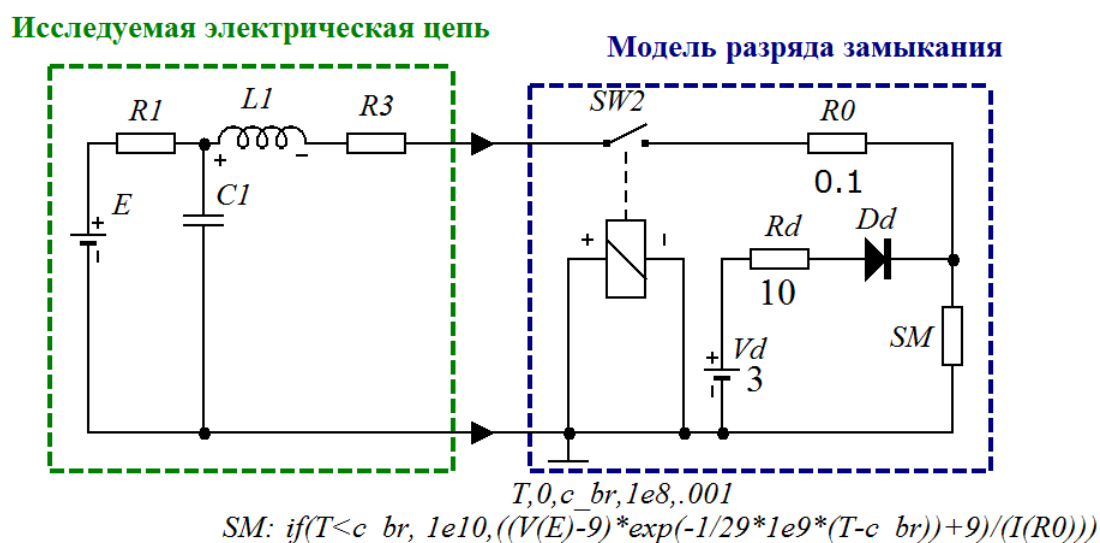 Исследуемая электрическая цепь
Модель разряда замыкания
R1
L1
R3
SW2
R0
0.1
E
C1
Rd
Dd
10
Vd
3
SM
T,0,c_br,1e8,.001
SM: if(T<c_br, 1e10,((V(E)-9)*exp(-1/29*1e9*(T-c_br))+9)/(I(R0)))